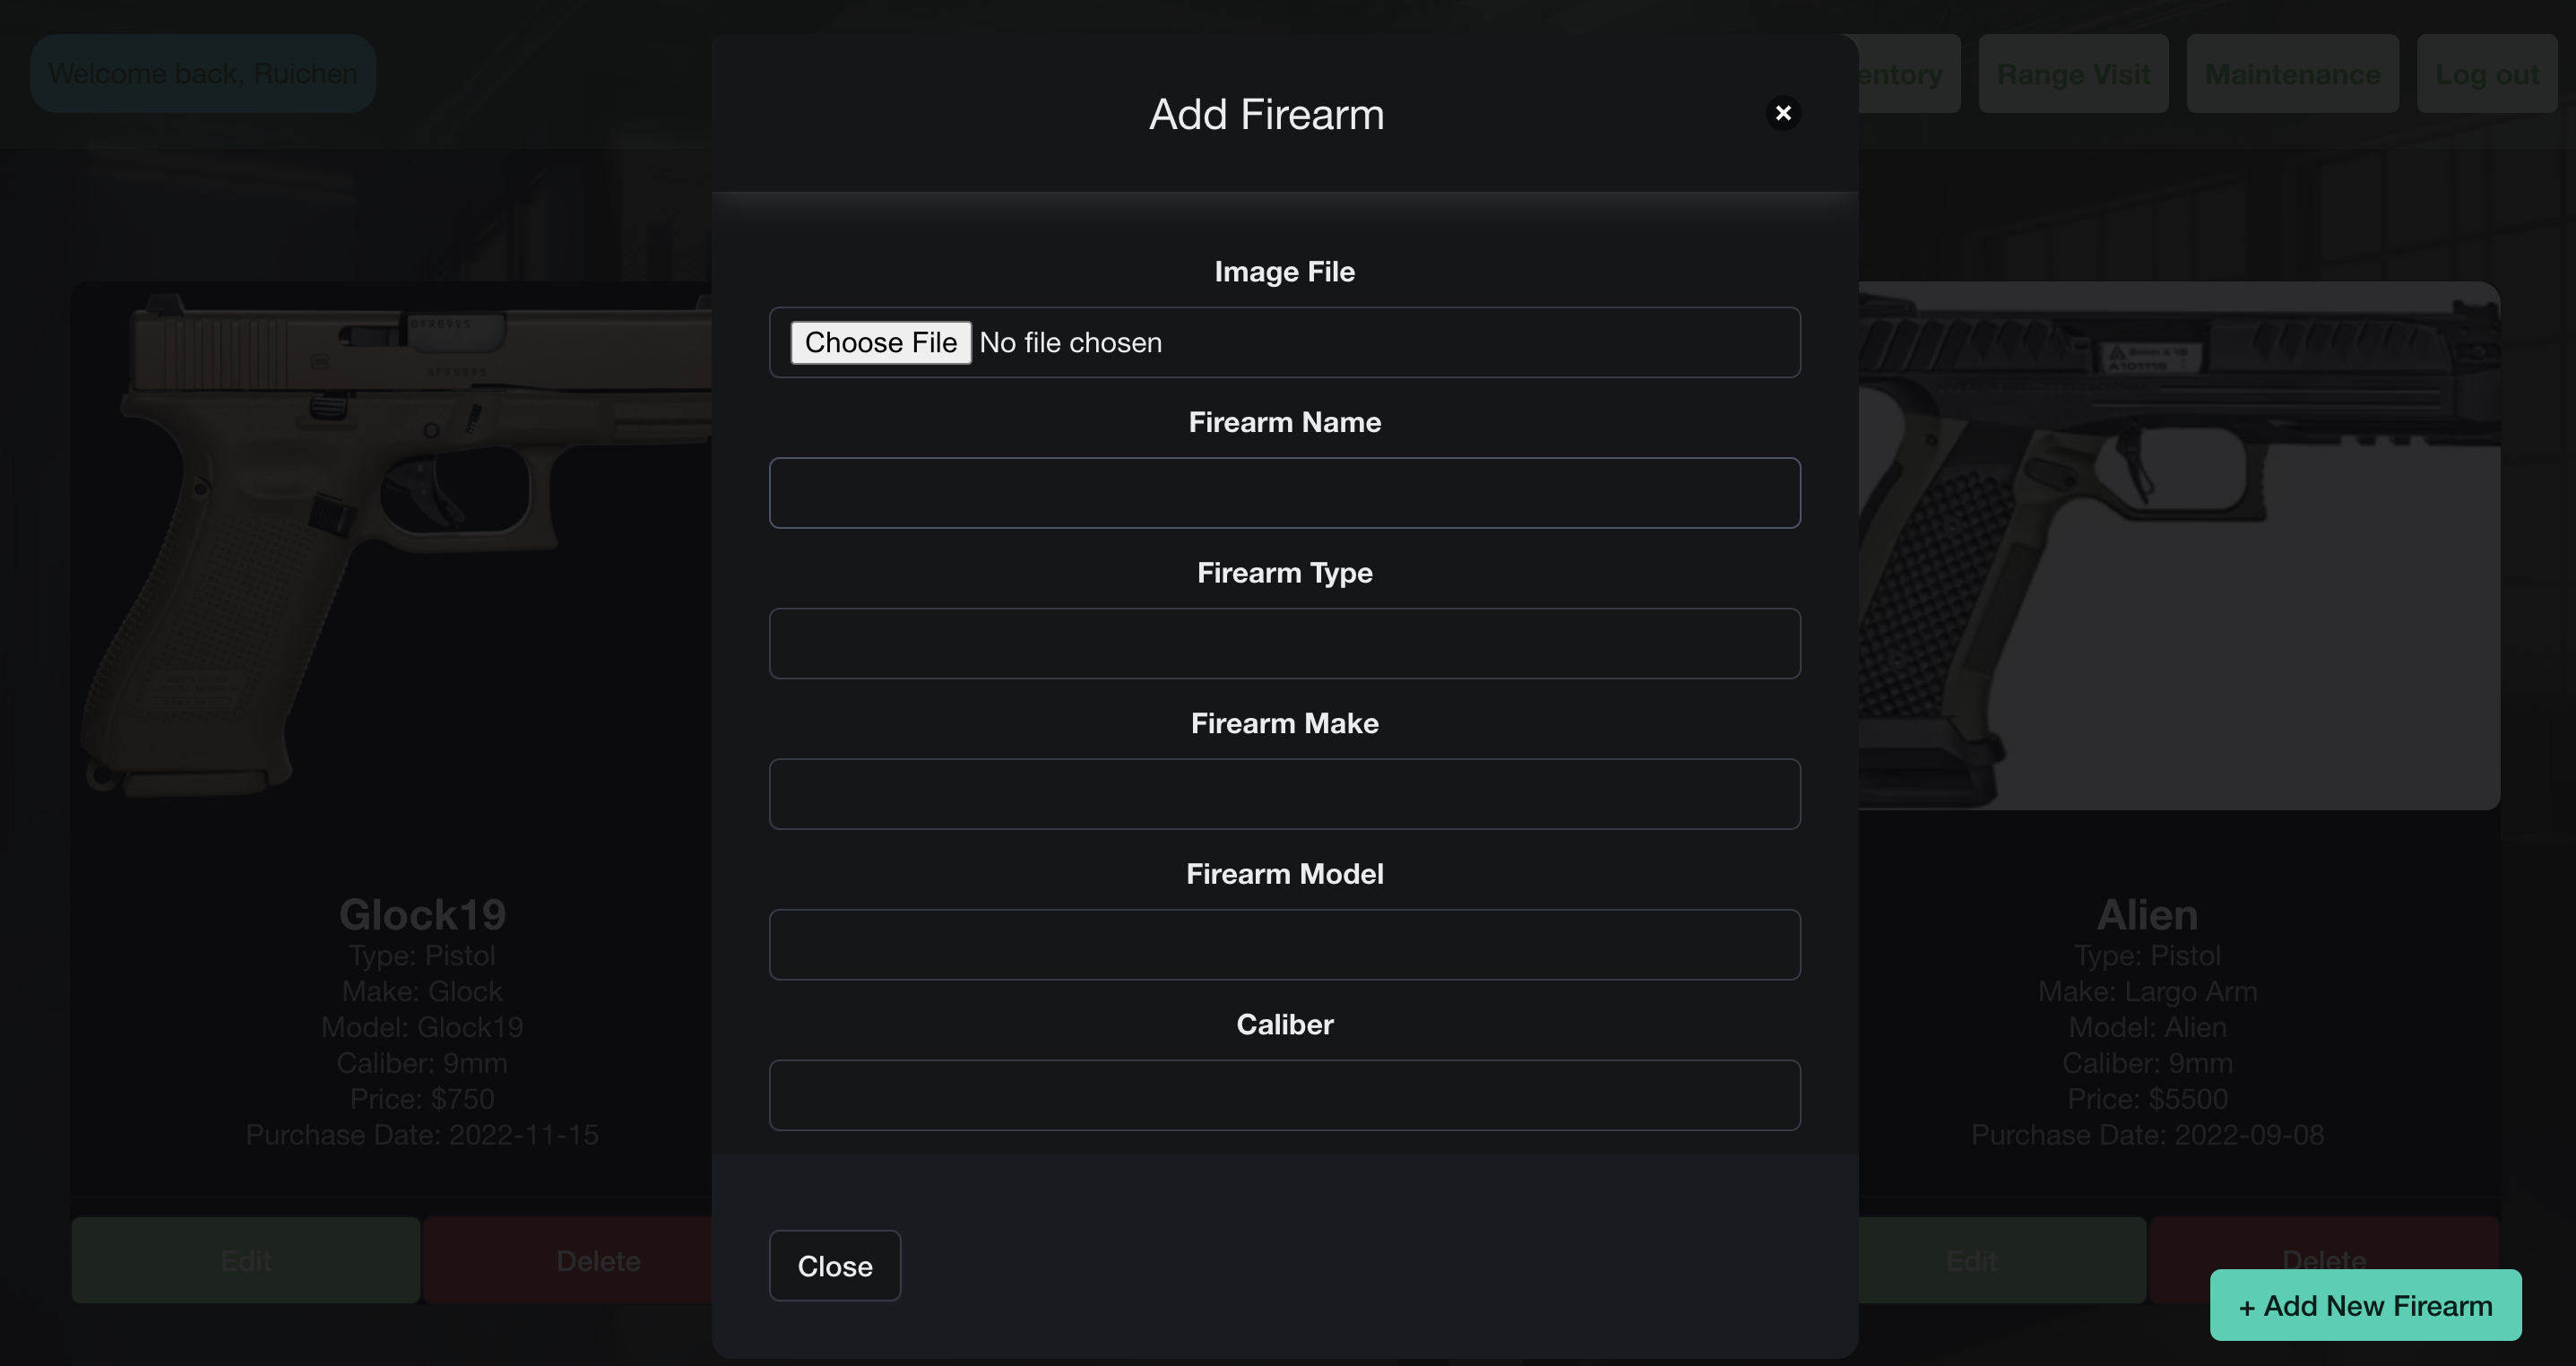 Welcome back, Ruichen
entory
Range Visit
Maintenance
Log out
Add Firearm
Image File
Choose File No file chosen
Firearm Name
Firearm Type
Firearm Make
Firearm Model
Caliber
Close
BFRB995
BFRB995
Glock19
Type: Pistol
Make: Glock
Model: Glock19
Caliber: 9mm
Price: $750
Purchase Date: 2022-11-15
Edit
Delete
Alien
Type: Pistol
Make: Largo Arm
Model: Alien
Caliber: 9mm
Price: $5500
Purchase Date: 2022-09-08
Edit
Delete
+ Add New Firearm